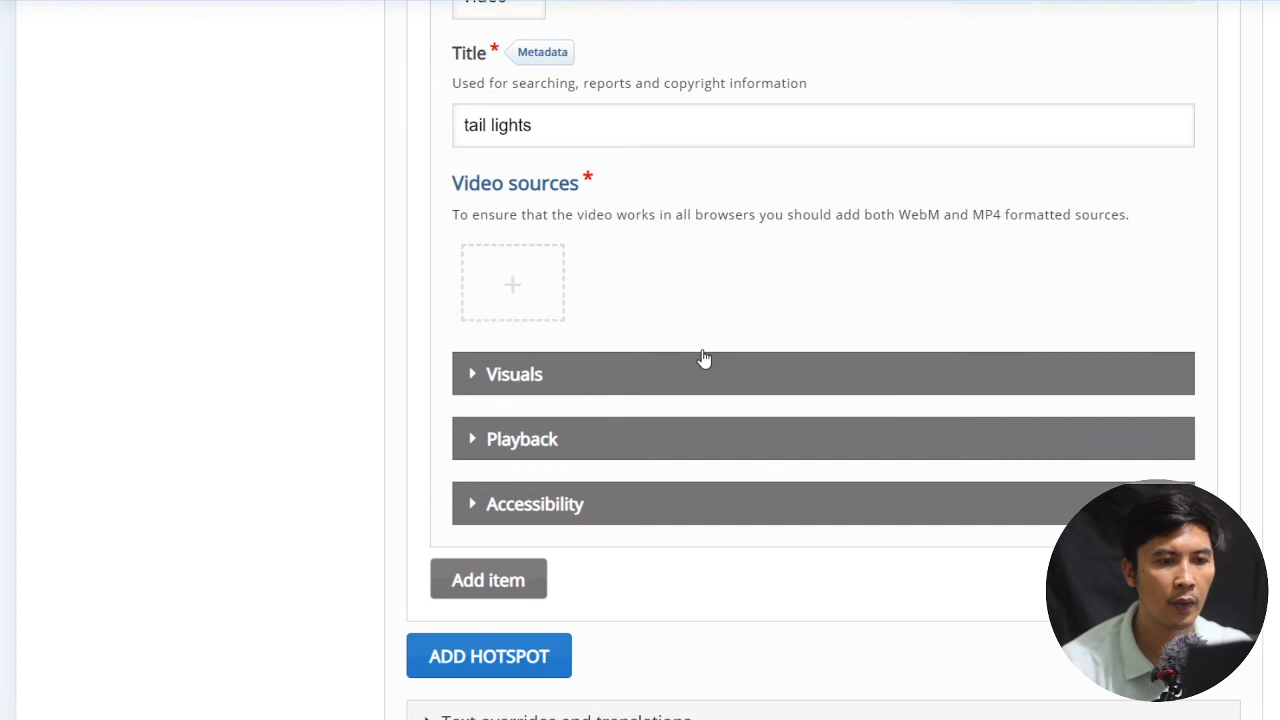 Video
Title * Metadata
Used for searching, reports and copyright information
tail lights
Video sources *
To ensure that the video works in all browsers you should add both WebM and MP4 formatted sources.
+
Visuals
Playback
Accessibility
Add item
ADD HOTSPOT
Text overrides and translations